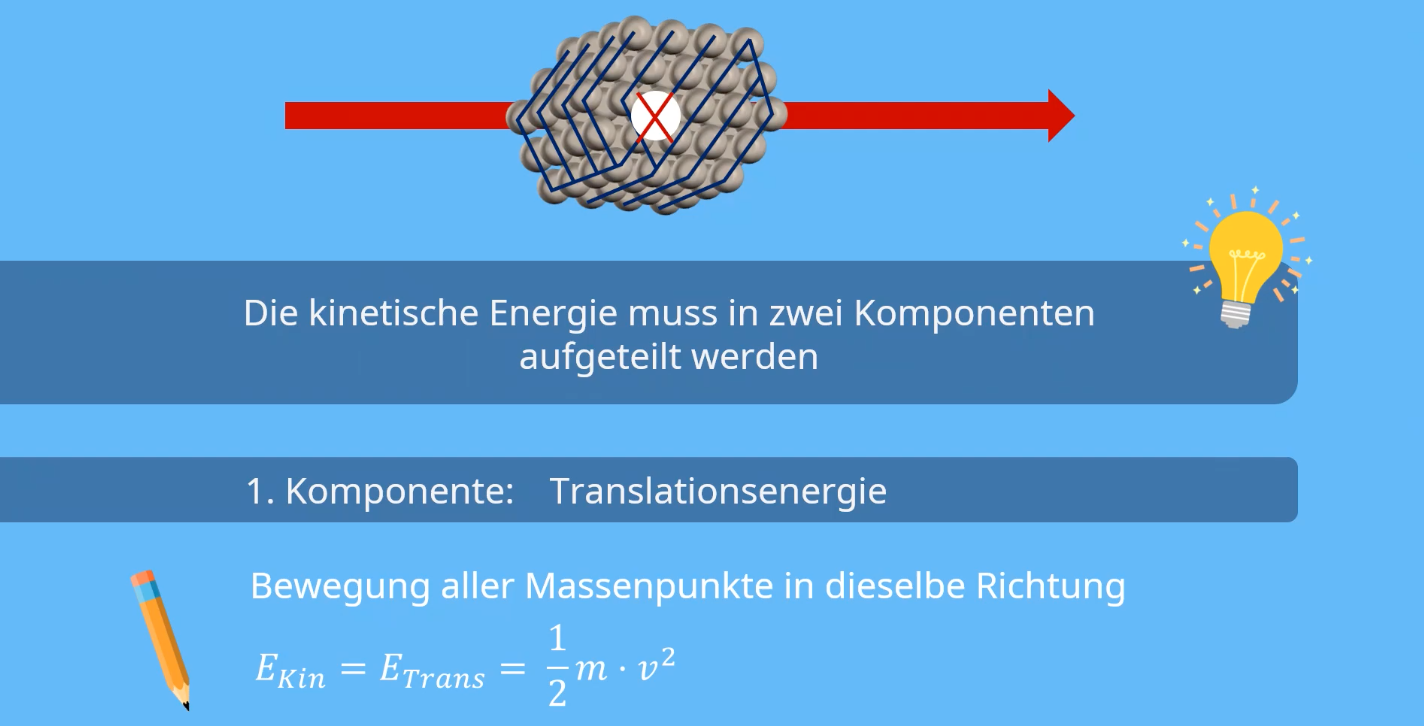 Die kinetische Energie muss in zwei Komponenten
aufgeteilt werden
1. Komponente: Translationsenergie
Bewegung aller Massenpunkte in dieselbe Richtung
E_{Kin} = E_{Trans} = \frac{1}{2} m · v^2